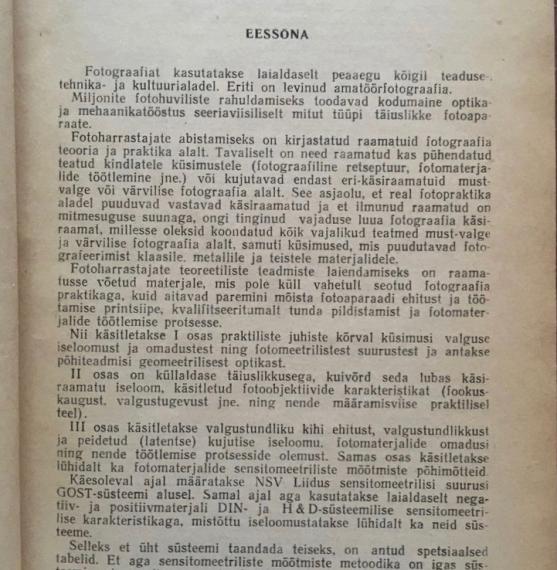 EESSONA
Fotograafiat kasutatakse laialdaselt peaaegu kõigil teaduse-,
tehnika- ja kultuurialadel. Eriti on levinud amatöörfotograafia.
Miljonite fotohuviliste rahuldamiseks toodavad kodumaine optika-
ja mehaanikatööstus seeriaviisiliselt mitut tüüpi täiuslikke fotoapa-
raate.
Fotoharrastajate abistamiseks on kirjastatud raamatuid fotograafia
teooria ja praktika alalt. Tavaliselt on need raamatud kas pühendatud
teatud kindlatele küsimustele (fotograafiline retseptuur, fotomaterja-
lide töötlemine jne.) või kujutavad endast eri-käsiraamatuid must-
valge või värvilise fotograafia alalt. See asjaolu, et real fotopraktika
aladel puuduvad vastavad käsiraamatud ja et ilmunud raamatud on
mitmesuguse suunaga, ongi tinginud vajaduse luua fotograafia käsi-
raamat, millesse oleksid koondatud kõik vajalikud teatmed must-valge
ja värvilise fotograafia alalt, samuti küsimused, mis puudutavad foto-
grafeerimist klaasile, metallile ja teistele materjalidele.
Fotoharrastajate teoreetiliste teadmiste laiendamiseks on raama-
tusse võetud materjale, mis pole küll vahetult seotud fotograafia
praktikaga, kuid aitavad paremini mõista fotoaparaadi ehitust ja töö-
tamise printsiipe, kvalifitseeritumalt tunda pildistamist ja fotomater-
jalide töötlemise protsesse.
Nii käsitletakse I osas praktiliste juhiste kõrval küsimusi valguse
iseloomust ja omadustest ning fotomeetrilistest suurustest ja antakse
põhiteadmisi geomeetrilisest optikast.
II osas on küllaldase täiuslikkusega, kuivõrd seda lubas käsi-
raamatu iseloom, käsitletud fotoobjektiivide karakteristikat (fookus-
kaugust, valgustugevust jne. ning nende määramisviise praktilisel
teel).
III osas käsitletakse valgustundliku kihi ehitust, valgustundlikkust
ja peidetud (latentse) kujutise iseloomu, fotomaterjalide omadusi
ning nende töötlemise protsesside olemust. Samas osas käsitletakse
lühidalt ka fotomaterjalide sensitomeetriliste mõõtmiste põhimõtteid.
Käesoleval ajal määratakse NSV Liidus sensitomeetrilisi suurusi
GOST-süsteemi alusel. Samal ajal aga kasutatakse laialdaselt nega-
tiiv- ja positiivmaterjali DIN- ja H & D-süsteemilise sensitomeetri-
lise karakteristikaga, mistõttu iseloomustatakse lühidalt ka neid süs-
teeme.
Selleks et üht süsteemi taandada teiseks, on antud spetsiaalsed
tabelid. Et aga sensitomeetriliste mõõtmiste metoodika on igas süs-